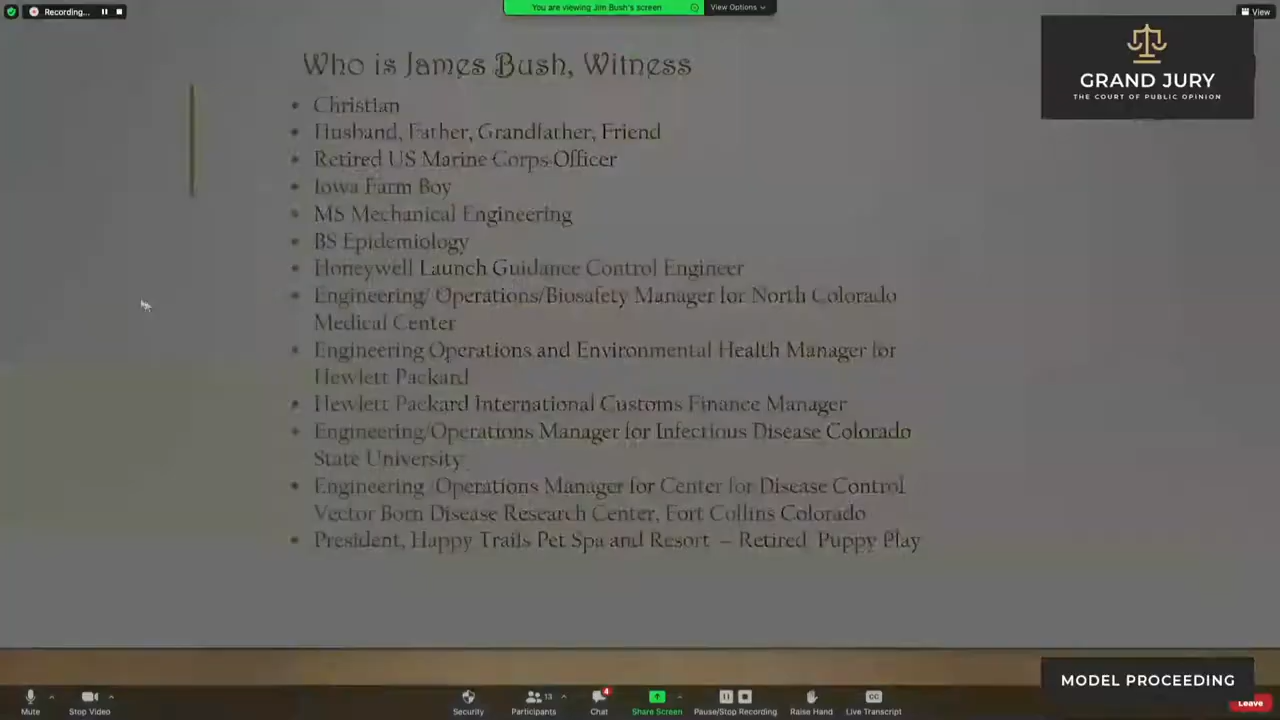 Recording...
You are viewing Jim Bush's screen
View Options
View
GRAND JURY
THE COURT OF PUBLIC OPINION
Who is James Bush, Witness
• Christian
• Husband, Father, Grandfather, Friend
• Retired US Marine Corps Officer
• Iowa Farm Boy
• MS Mechanical Engineering
• BS Epidemiology
• Honeywell Launch Guidance Control Engineer
• Engineering/ Operations/Biosafety Manager for North Colorado
Medical Center
• Engineering Operations and Environmental Health Manager for
Hewlett Packard
• Hewlett Packard International Customs Finance Manager
• Engineering/Operations Manager for Infectious Disease Colorado
State University
• Engineering Operations Manager for Center for Disease Control
Vector Born Disease Research Center, Fort Collins Colorado
• President, Happy Trails Pet Spa and Resort – Retired Puppy Play
MODEL PROCEEDING
Mute
Stop Video
Security
Participants
13
Chat
4
Share Screen
Pause/Stop Recording
Raise Hand
CC
Live Transcript
Leave